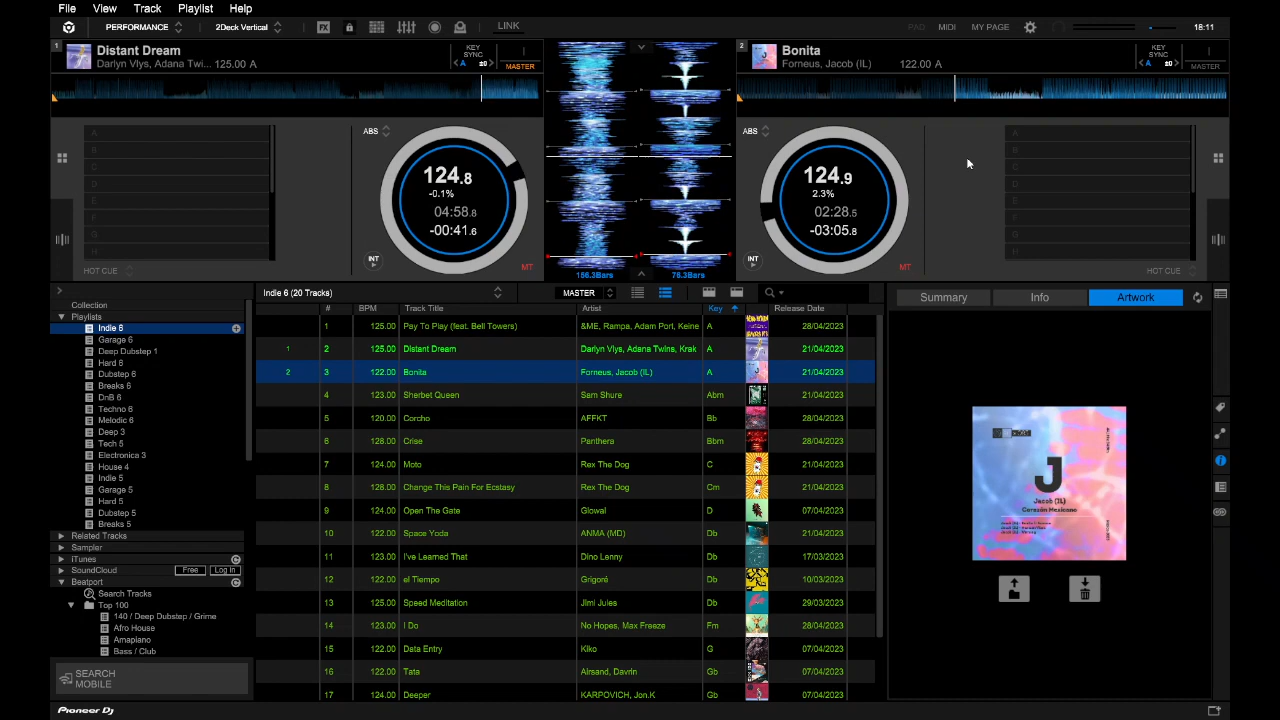 File View Track Playlist Help
PERFORMANCE 2Deck Vertical FX LINK PAD MIDI MY PAGE 18:11
1 Distant Dream KEY SYNC
Darlyn Vlys, Adana Twi... 125.00 A A ±0 MASTER
2 Bonita KEY SYNC
Forneus, Jacob (IL) 122.00 A A ±0 MASTER
A
B
C
D
E
F
G
H
HOT CUE
ABS
124.8
-0.1%
04:58.8
-00:41.6
INT
MT
156.3Bars 76.3Bars
ABS
124.9
2.3%
02:28.5
-03:05.8
INT
MT
A
B
C
D
E
F
G
H
HOT CUE
Collection
Playlists
Indie 6
Garage 6
Deep Dubstep 1
Hard 6
Dubstep 6
Breaks 6
DnB 6
Techno 6
Melodic 6
Deep 3
Tech 5
Electronica 3
House 4
Indie 5
Garage 5
Hard 5
Dubstep 5
Breaks 5
Related Tracks
Sampler
iTunes
SoundCloud Free Log In
Beatport
Search Tracks
Top 100
140 / Deep Dubstep / Grime
Afro House
Amapiano
Bass / Club
SEARCH
MOBILE
Indie 6 (20 Tracks) MASTER
# BPM Track Title Artist Key Release Date
1 125.00 Pay To Play (feat. Bell Towers) &ME, Rampa, Adam Port, Keine A 28/04/2023
1 2 125.00 Distant Dream Darlyn Vlys, Adana Twins, Krak A 21/04/2023
2 3 122.00 Bonita Forneus, Jacob (IL) A 21/04/2023
4 123.00 Sherbet Queen Sam Shure Abm 28/04/2023
5 120.00 Corcho AFFKT Bb 28/04/2023
6 128.00 Crise Panthera Bbm 28/04/2023
7 124.00 Moto Rex The Dog C 21/04/2023
8 128.00 Change This Pain For Ecstasy Rex The Dog Cm 21/04/2023
9 124.00 Open The Gate Glowal D 07/04/2023
10 122.00 Space Yoda ANMA (MD) Db 07/04/2023
11 123.00 I've Learned That Dino Lenny Db 17/03/2023
12 122.00 el Tiempo Grigoré Db 10/03/2023
13 125.00 Speed Meditation Jimi Jules Db 29/03/2023
14 123.00 I Do No Hopes, Max Freeze Fm 28/04/2023
15 122.00 Data Entry Kiko G 07/04/2023
16 122.00 Tata Airsand, Davrin Gb 07/04/2023
17 124.00 Deeper KARPOVICH, Jon.K Gb 07/04/2023
Summary Info Artwork
J
Jacob (IL)
Corazón Mexicano
Pioneer Dj